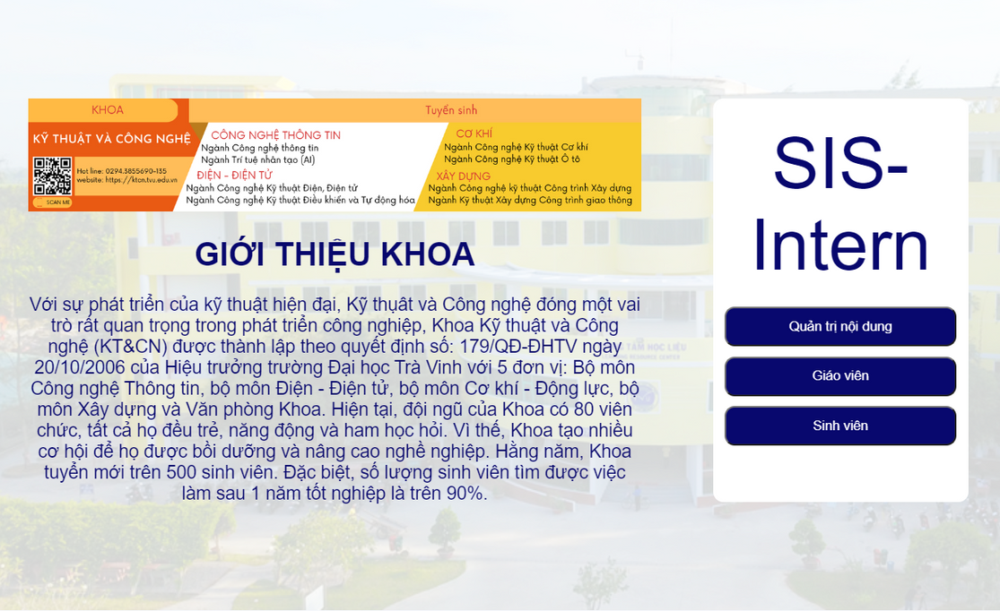 KHOA
Tuyển sinh
KỸ THUẬT VÀ CÔNG NGHỆ
Hot line: 0294.3855690-135
website: https://ktcn.tvu.edu.vn
SCAN ME
CÔNG NGHỆ THÔNG TIN
Ngành Công nghệ thông tin
Ngành Trí tuệ nhân tạo (AI)
ĐIỆN - ĐIỆN TỬ
Ngành Công nghệ Kỹ thuật Điện, Điện tử
Ngành Công nghệ Kỹ thuật Điều khiển và Tự động hóa
CƠ KHÍ
Ngành Công nghệ Kỹ thuật Cơ khí
Ngành Công nghệ Kỹ thuật Ô tô
XÂY DỰNG
Ngành Công nghệ kỹ thuật Công trình Xây dựng
Ngành Kỹ thuật Xây dựng Công trình giao thông
GIỚI THIỆU KHOA
Với sự phát triển của kỹ thuật hiện đại, Kỹ thuật và Công nghệ đóng một vai
trò rất quan trọng trong phát triển công nghiệp, Khoa Kỹ thuật và Công
nghệ (KT&CN) được thành lập theo quyết định số: 179/QĐ-ĐHTV ngày
20/10/2006 của Hiệu trưởng trường Đại học Trà Vinh với 5 đơn vị: Bộ môn
Công nghệ Thông tin, bộ môn Điện - Điện tử, bộ môn Cơ khí - Động lực, bộ
môn Xây dựng và Văn phòng Khoa. Hiện tại, đội ngũ của Khoa có 80 viên
chức, tất cả họ đều trẻ, năng động và ham học hỏi. Vì thế, Khoa tạo nhiều
cơ hội để họ được bồi dưỡng và nâng cao nghề nghiệp. Hằng năm, Khoa
tuyển mới trên 500 sinh viên. Đặc biệt, số lượng sinh viên tìm được việc
làm sau 1 năm tốt nghiệp là trên 90%.
TÂM HỌC LIỆU
SIS-
Intern
Quản trị nội dung
Giáo viên
Sinh viên